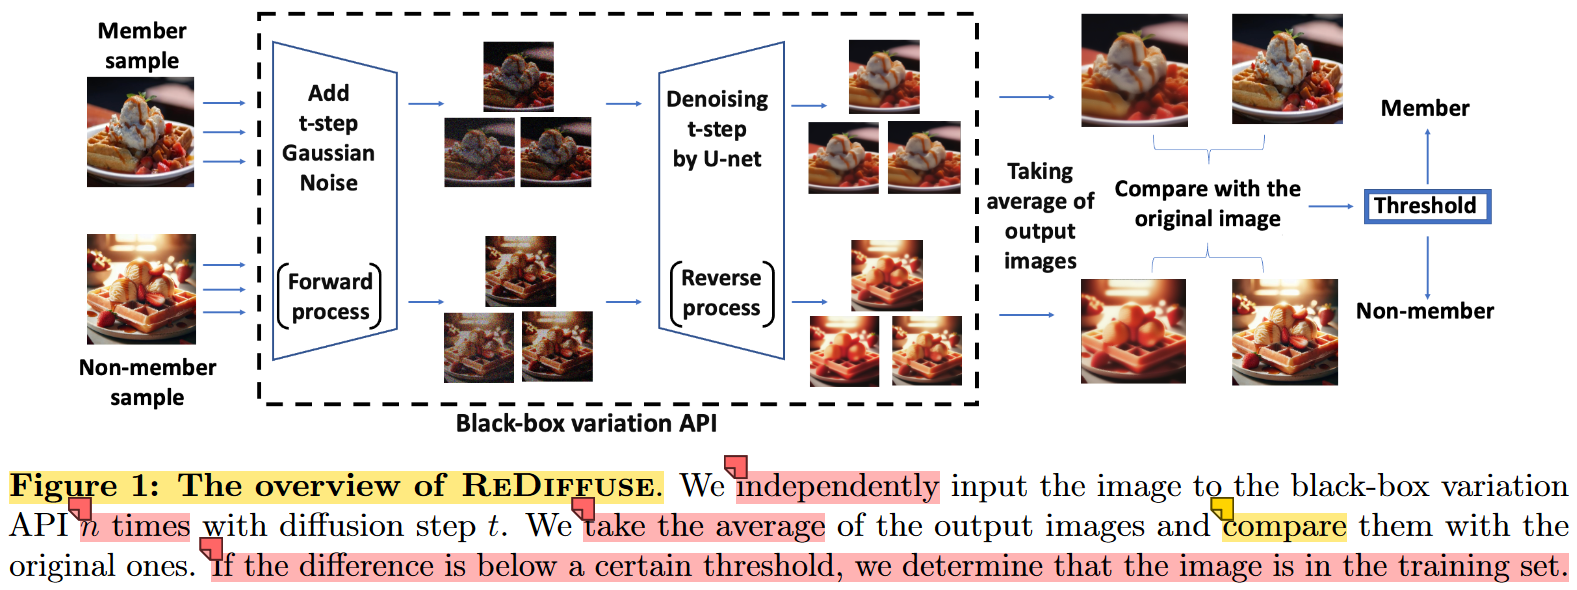 Member
sample
Add
t-step
Gaussian
Noise
(Forward
process)
Denoising
t-step
by U-net
(Reverse
process)
Non-member
sample
Black-box variation API
Taking
average of
output
images
Compare with the
original image
Member
Threshold
Non-member
Figure 1: The overview of REDIFFUSE. We independently input the image to the black-box variation
API n times with diffusion step t. We take the average of the output images and compare them with the
original ones. If the difference is below a certain threshold, we determine that the image is in the training set.